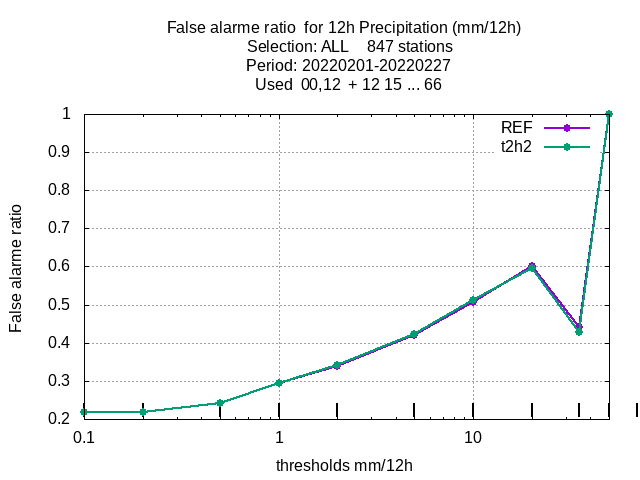 False alarme ratio  for 12h Precipitation (mm/12h)
Selection: ALL    847 stations
Period: 20220201-20220227
Used  00,12  + 12 15 ... 66
REF
t2h2
1
0.9
0.8
0.7
0.6
0.5
0.4
0.3
0.2
False alarme ratio
0.1
1
10
thresholds mm/12h